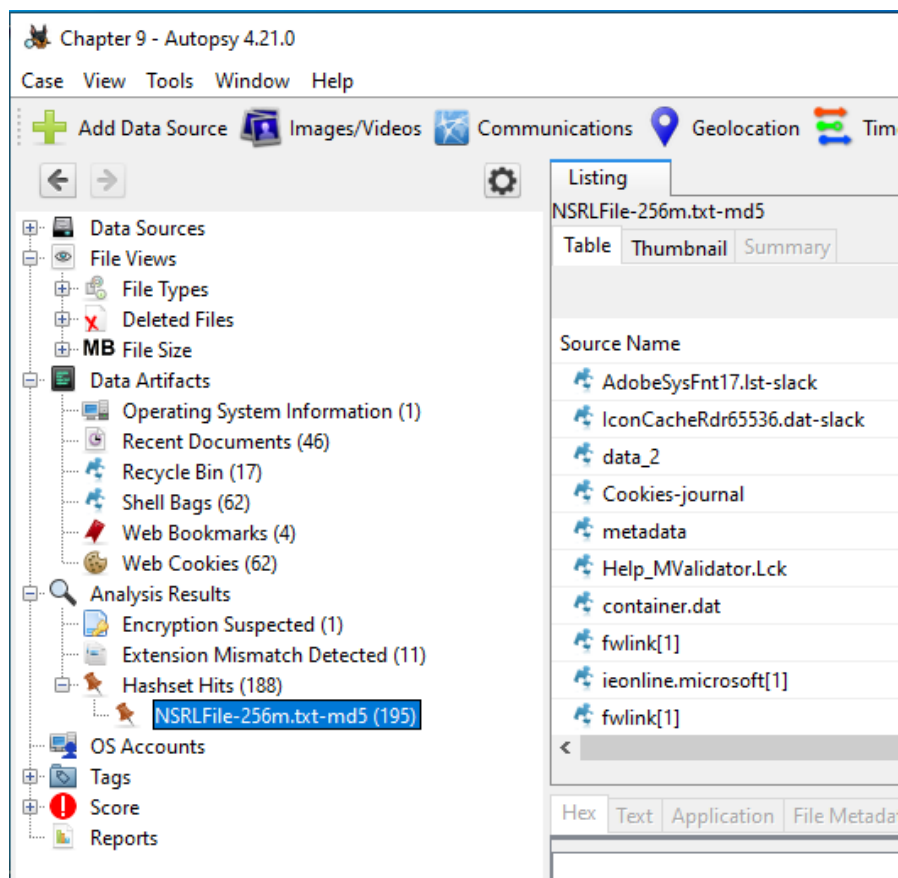 Chapter 9 - Autopsy 4.21.0
Case View Tools Window Help
Add Data Source Images/Videos Communications Geolocation Tim
Data Sources
File Views
File Types
Deleted Files
MB File Size
Data Artifacts
Operating System Information (1)
Recent Documents (46)
Recycle Bin (17)
Shell Bags (62)
Web Bookmarks (4)
Web Cookies (62)
Analysis Results
Encryption Suspected (1)
Extension Mismatch Detected (11)
Hashset Hits (188)
NSRLFile-256m.txt-md5 (195)
OS Accounts
Tags
Score
Reports
Listing
NSRLFile-256m.txt-md5
Table Thumbnail Summary
Source Name
AdobeSysFnt17.lst-slack
IconCacheRdr65536.dat-slack
data_2
Cookies-journal
metadata
Help_MValidator.Lck
container.dat
fwlink[1]
ieonline.microsoft[1]
fwlink[1]
Hex Text Application File Metada